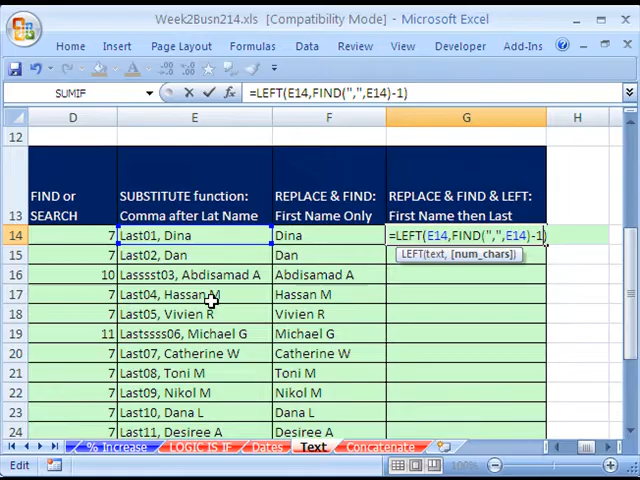 Week2Busn214.xls [Compatibility Mode] - Microsoft Excel
Home Insert Page Layout Formulas Data Review View Developer Add-Ins
SUMIF =LEFT(E14,FIND(",",E14)-1)
D E F G H
12
13 FIND or SEARCH SUBSTITUTE function: Comma after Lat Name REPLACE & FIND: First Name Only REPLACE & FIND & LEFT: First Name then Last
14 7 Last01, Dina Dina =LEFT(E14,FIND(",",E14)-1)
LEFT(text, [num_chars])
15 7 Last02, Dan Dan
16 10 Lasssst03, Abdisamad A Abdisamad A
17 7 Last04, Hassan M Hassan M
18 7 Last05, Vivien R Vivien R
19 11 Lastssss06, Michael G Michael G
20 7 Last07, Catherine W Catherine W
21 7 Last08, Toni M Toni M
22 7 Last09, Nikol M Nikol M
23 7 Last10, Dana L Dana L
24 7 Last11, Desiree A Desiree A
% Increase LOGIC IS IF Dates Text Concatenate
Edit 100%